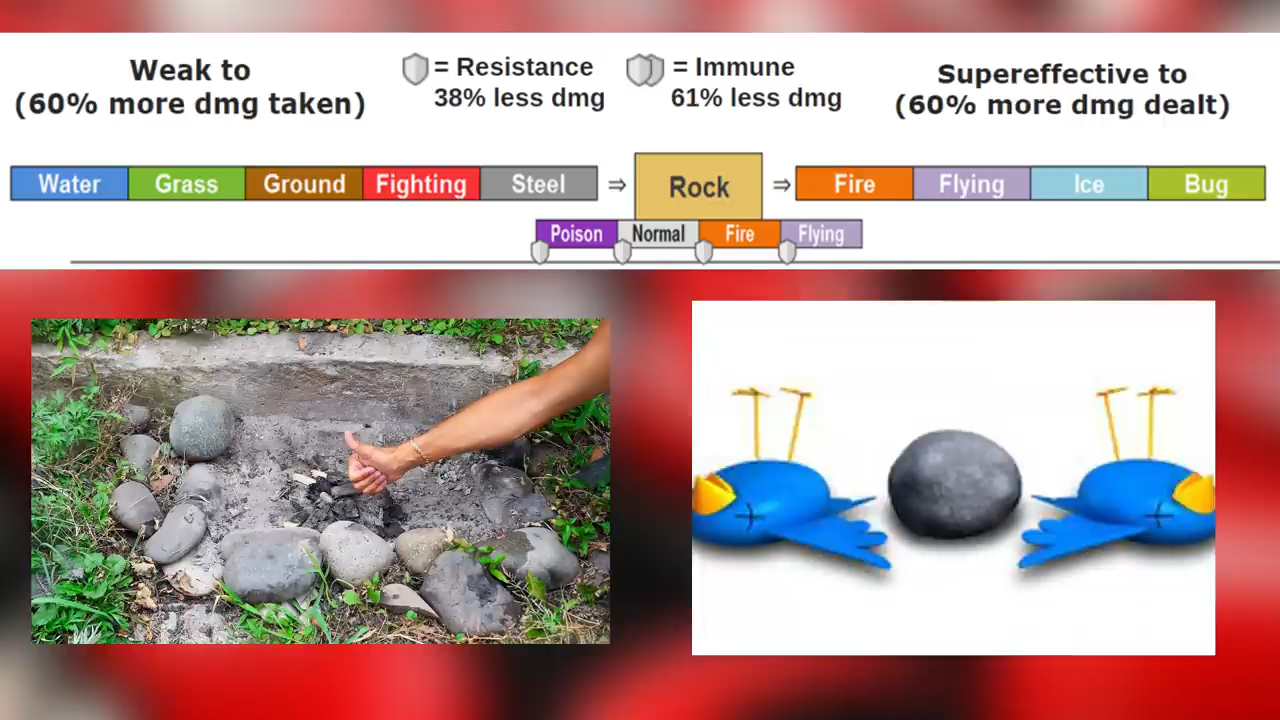 Weak to
(60% more dmg taken)
= Resistance
38% less dmg
= Immune
61% less dmg
Supereffective to
(60% more dmg dealt)
Water Grass Ground Fighting Steel ⇒ Rock ⇒ Fire Flying Ice Bug
Poison Normal Fire Flying